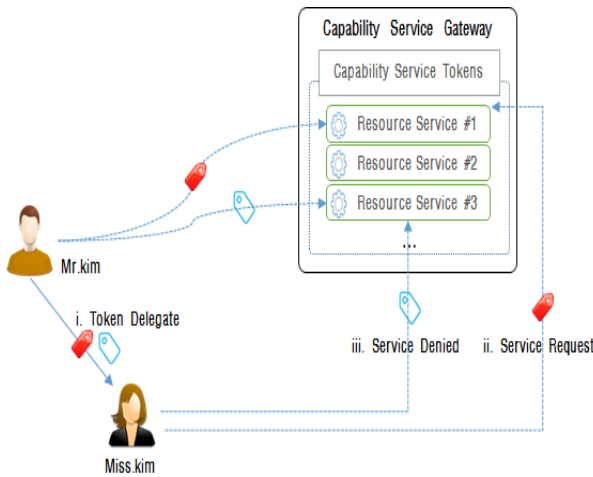 Capability Service Gateway
Capability Service Tokens
Resource Service #1
Resource Service #2
Resource Service #3
...
Mr.kim
i. Token Delegate
iii. Service Denied
ii. Service Request
Miss.kim